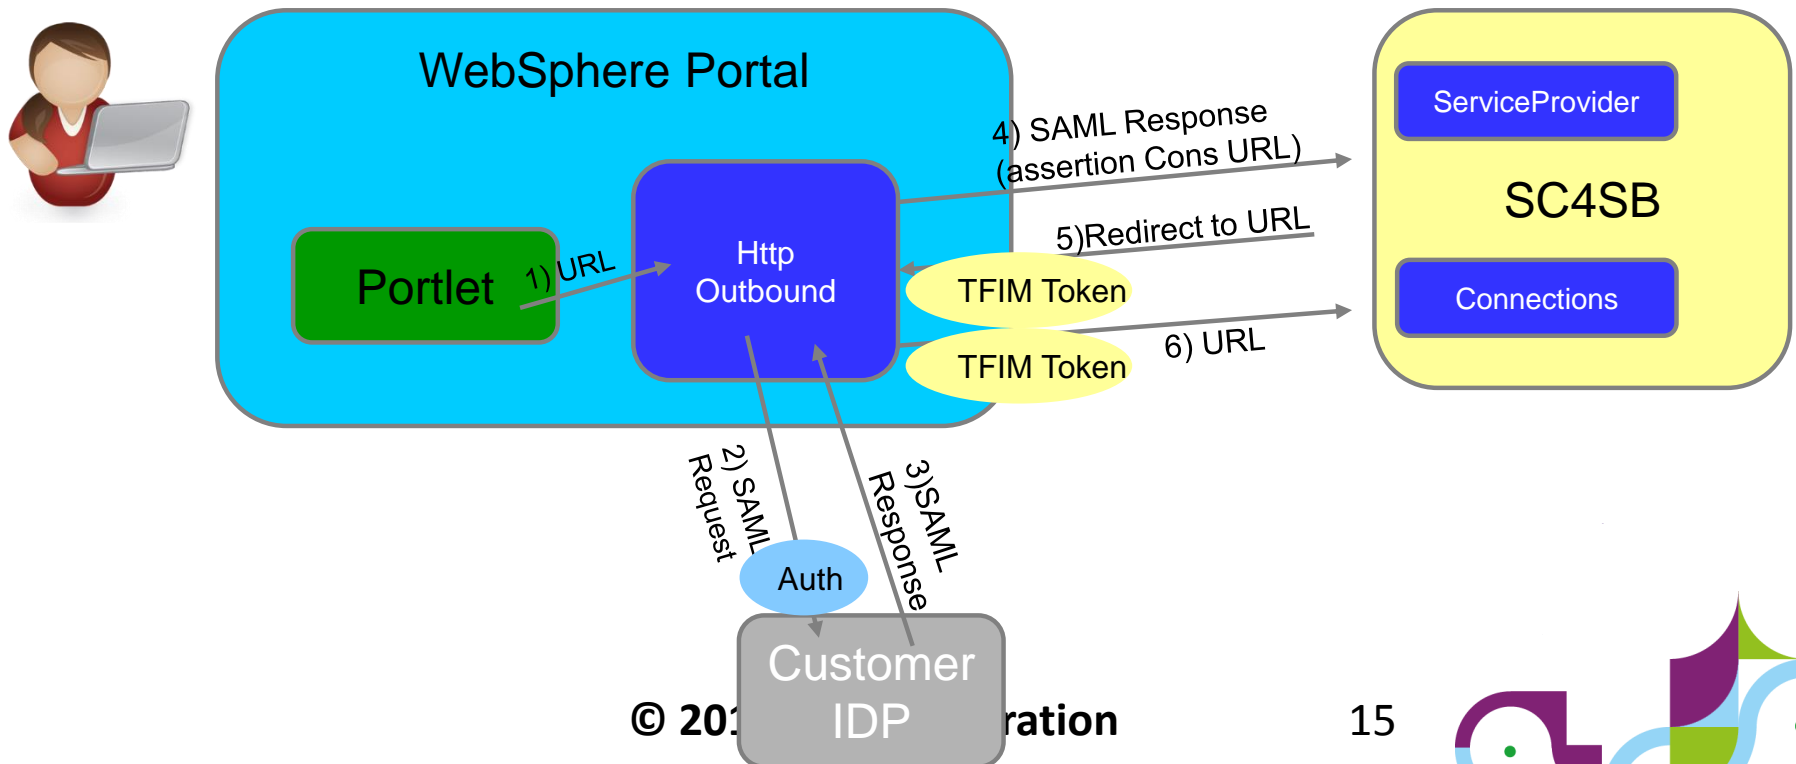 WebSphere Portal
ServiceProvider
4) SAML Response
(assertion Cons URL)
SC4SB
5)Redirect to URL
Http
Outbound
1) URL
Portlet
TFIM Token
Connections
6) URL
TFIM Token
2) SAML
Request
3)SAML
Response
Auth
Customer
IDP
© 201 ration
15